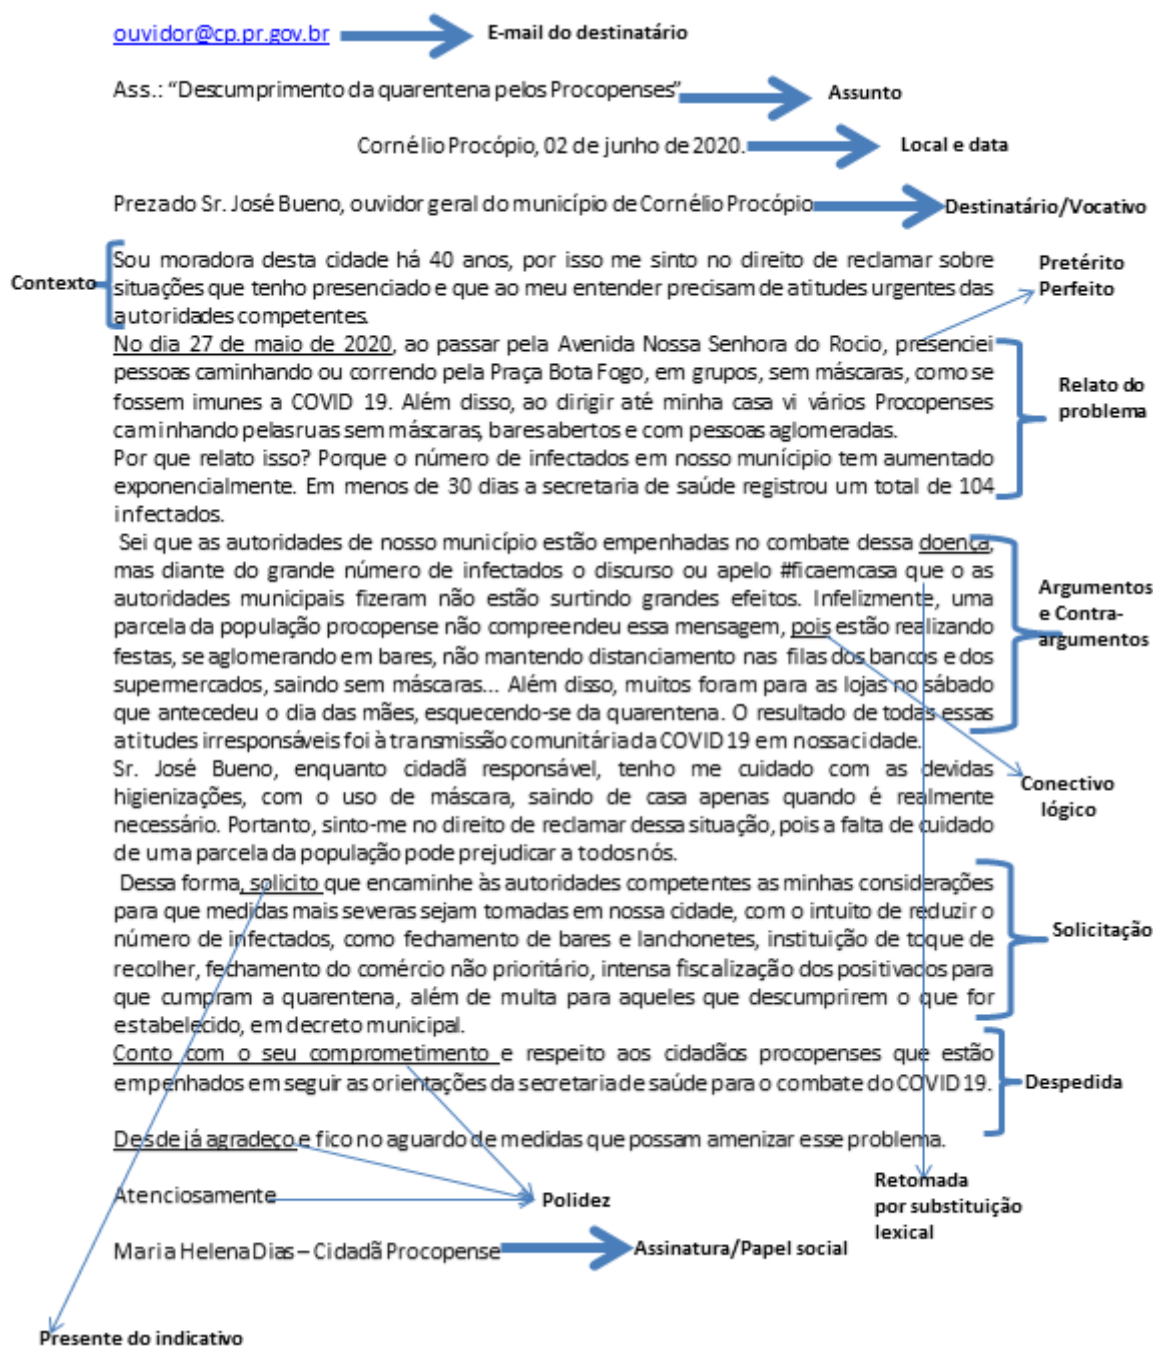 ouvidor@cp.pr.gov.br E-mail do destinatário
Ass.: “Descumprimento da quarentena pelos Procopenses” Assunto
Cornélio Procópio, 02 de junho de 2020. Local e data
Prezado Sr. José Bueno, ouvidor geral do município de Cornélio Procópio Destinatário/Vocativo
Contexto
Sou moradora desta cidade há 40 anos, por isso me sinto no direito de reclamar sobre
situações que tenho presenciado e que ao meu entender precisam de atitudes urgentes das
autoridades competentes.
Pretérito
Perfeito
No dia 27 de maio de 2020, ao passar pela Avenida Nossa Senhora do Rocio, presenciei
pessoas caminhando ou correndo pela Praça Bota Fogo, em grupos, sem máscaras, como se
fossem imunes a COVID 19. Além disso, ao dirigir até minha casa vi vários Procopenses
caminhando pelas ruas sem máscaras, bares abertos e com pessoas aglomeradas.
Por que relato isso? Porque o número de infectados em nosso munícipio tem aumentado
exponencialmente. Em menos de 30 dias a secretaria de saúde registrou um total de 104
infectados.
Relato do
problema
Sei que as autoridades de nosso município estão empenhadas no combate dessa doença,
mas diante do grande número de infectados o discurso ou apelo #ficaemcasa que o as
autoridades municipais fizeram não estão surtindo grandes efeitos. Infelizmente, uma
parcela da população procopense não compreendeu essa mensagem, pois estão realizando
festas, se aglomerando em bares, não mantendo distanciamento nas filas dos bancos e dos
supermercados, saindo sem máscaras... Além disso, muitos foram para as lojas no sábado
que antecedeu o dia das mães, esquecendo-se da quarentena. O resultado de todas essas
atitudes irresponsáveis foi à transmissão comunitária da COVID 19 em nossa cidade.
Argumentos
e Contra-
argumentos
Sr. José Bueno, enquanto cidadã responsável, tenho me cuidado com as devidas
higienizações, com o uso de máscara, saindo de casa apenas quando é realmente
necessário. Portanto, sinto-me no direito de reclamar dessa situação, pois a falta de cuidado
de uma parcela da população pode prejudicar a todos nós.
Conectivo
lógico
Dessa forma, solicito que encaminhe às autoridades competentes as minhas considerações
para que medidas mais severas sejam tomadas em nossa cidade, com o intuito de reduzir o
número de infectados, como fechamento de bares e lanchonetes, instituição de toque de
recolher, fechamento do comércio não prioritário, intensa fiscalização dos positivados para
que cumpram a quarentena, além de multa para aqueles que descumprirem o que for
estabelecido, em decreto municipal.
Solicitação
Conto com o seu comprometimento e respeito aos cidadãos procopenses que estão
empenhados em seguir as orientações da secretaria de saúde para o combate do COVID 19.
Despedida
Desde já agradeço e fico no aguardo de medidas que possam amenizar esse problema.
Retomada
por substituição
lexical
Atenciosamente Polidez
Maria Helena Dias – Cidadã Procopense Assinatura/Papel social
Presente do indicativo